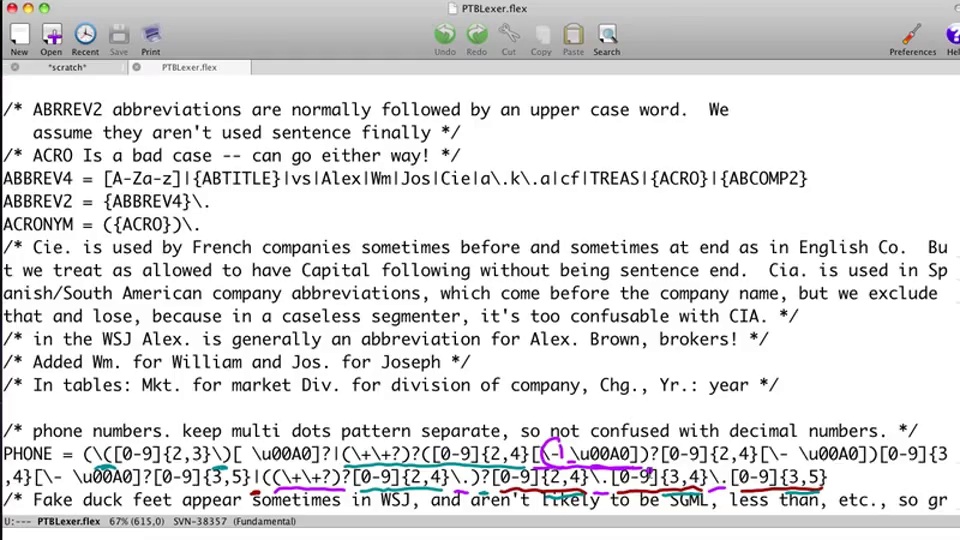 PTBLexer.flex
New Open Recent Save Print Undo Redo Cut Copy Paste Search Preferences Hel
*scratch* PTBLexer.flex
/* ABRREV2 abbreviations are normally followed by an upper case word.  We
   assume they aren't used sentence finally */
/* ACRO Is a bad case -- can go either way! */
ABBREV4 = [A-Za-z]|{ABTITLE}|vs|Alex|Wm|Jos|Cie|a\.k\.a|cf|TREAS|{ACRO}|{ABCOMP2}
ABBREV2 = {ABBREV4}\.
ACRONYM = ({ACRO})\.
/* Cie. is used by French companies sometimes before and sometimes at end as in English Co.  Bu
t we treat as allowed to have Capital following without being sentence end.  Cia. is used in Sp
anish/South American company abbreviations, which come before the company name, but we exclude
that and lose, because in a caseless segmenter, it's too confusable with CIA. */
/* in the WSJ Alex. is generally an abbreviation for Alex. Brown, brokers! */
/* Added Wm. for William and Jos. for Joseph */
/* In tables: Mkt. for market Div. for division of company, Chg., Yr.: year */
/* phone numbers. keep multi dots pattern separate, so not confused with decimal numbers. */
PHONE = (\([0-9]{2,3}\)[ \u00A0]?|(\+\+?)?([0-9]{2,4}[\- \u00A0])?[0-9]{2,4}[\- \u00A0])[0-9]{3
,4}[\- \u00A0]?[0-9]{3,5}|((\+\+?)?[0-9]{2,4}\.)?[0-9]{2,4}\.[0-9]{3,4}\.[0-9]{3,5}
/* Fake duck feet appear sometimes in WSJ, and aren't likely to be SGML, less than, etc., so gr
U:--- PTBLexer.flex 67% (615,0) SVN-38357 (Fundamental)